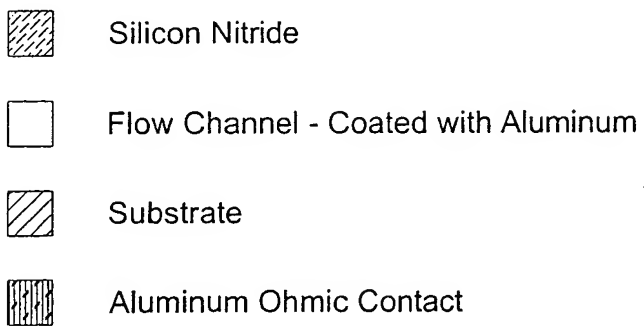 Silicon Nitride
Flow Channel - Coated with Aluminum
Substrate
Aluminum Ohmic Contact